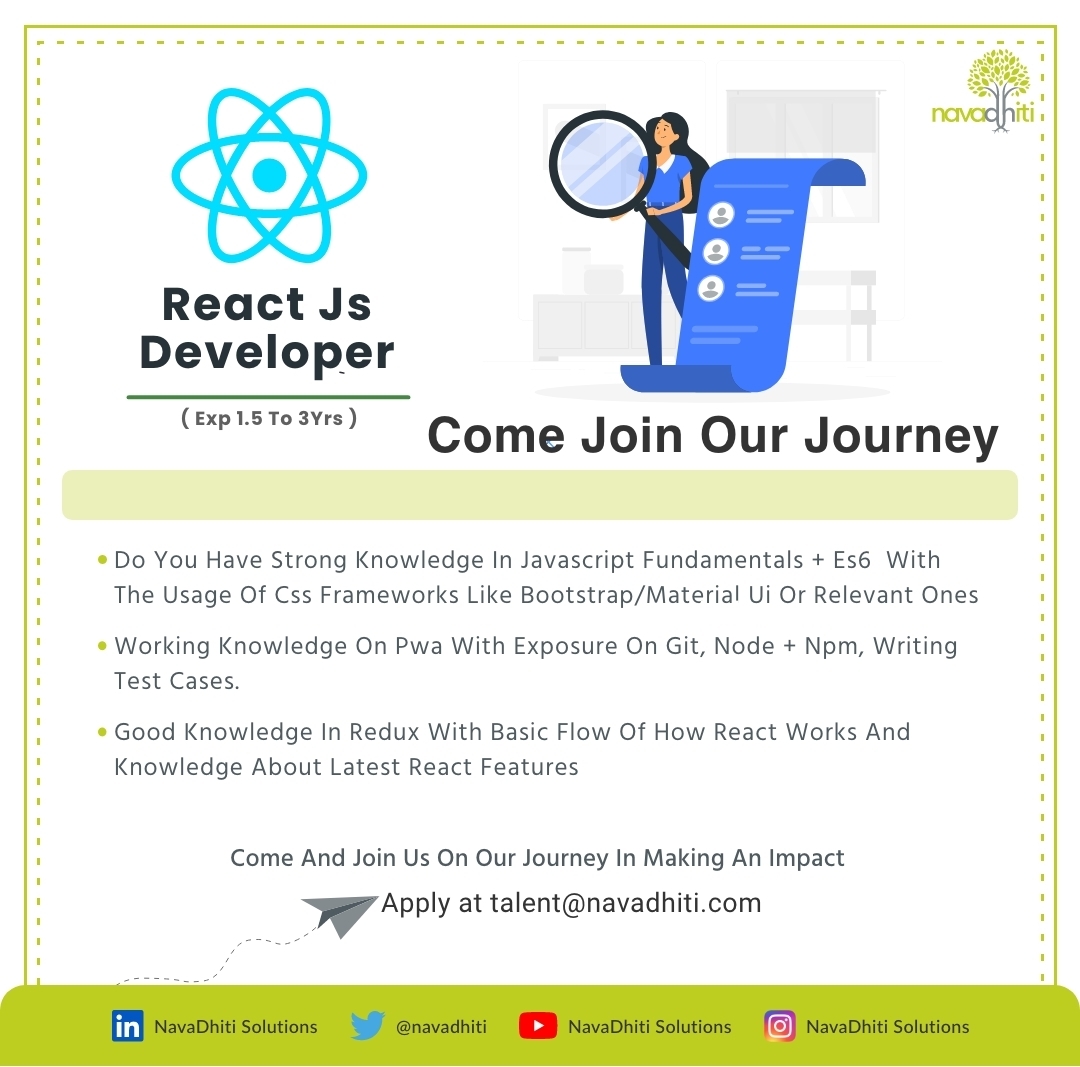 navadhiti
React Js
Developer
( Exp 1.5 To 3Yrs )
Come Join Our Journey
Do You Have Strong Knowledge In Javascript Fundamentals + Es6 With
The Usage Of Css Frameworks Like Bootstrap/Material Ui Or Relevant Ones
Working Knowledge On Pwa With Exposure On Git, Node + Npm, Writing
Test Cases.
Good Knowledge In Redux With Basic Flow Of How React Works And
Knowledge About Latest React Features
Come And Join Us On Our Journey In Making An Impact
Apply at talent@navadhiti.com
in NavaDhiti Solutions @navadhiti NavaDhiti Solutions NavaDhiti Solutions